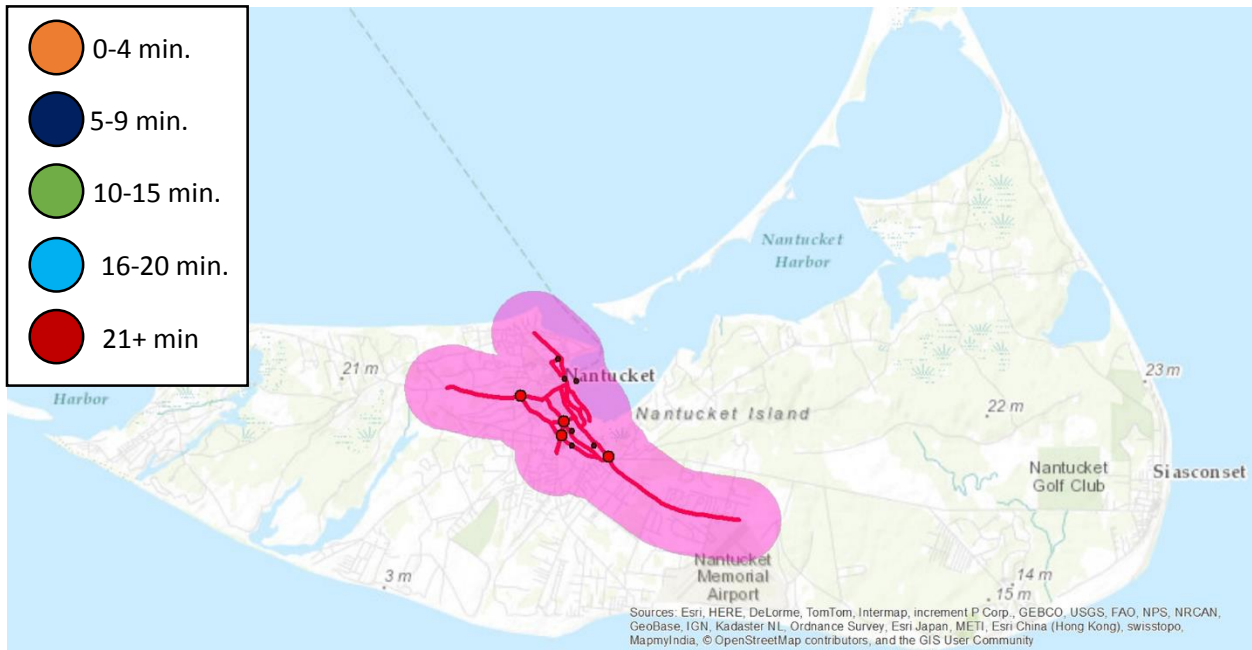 0-4 min.
5-9 min.
10-15 min.
16-20 min.
21+ min
Nantucket
Harbor
21 m
Harbor
Nantucket
Nantucket Island
23 m
22 m
Nantucket
Golf Club
Siasconset
3 m
Nantucket
Memorial
Airport
14 m
15 m
Sources: Esri, HERE, DeLorme, TomTom, Intermap, increment P Corp., GEBCO, USGS, FAO, NPS, NRCAN,
GeoBase, IGN, Kadaster NL, Ordnance Survey, Esri Japan, METI, Esri China (Hong Kong), swisstopo,
MapmyIndia, © OpenStreetMap contributors, and the GIS User Community